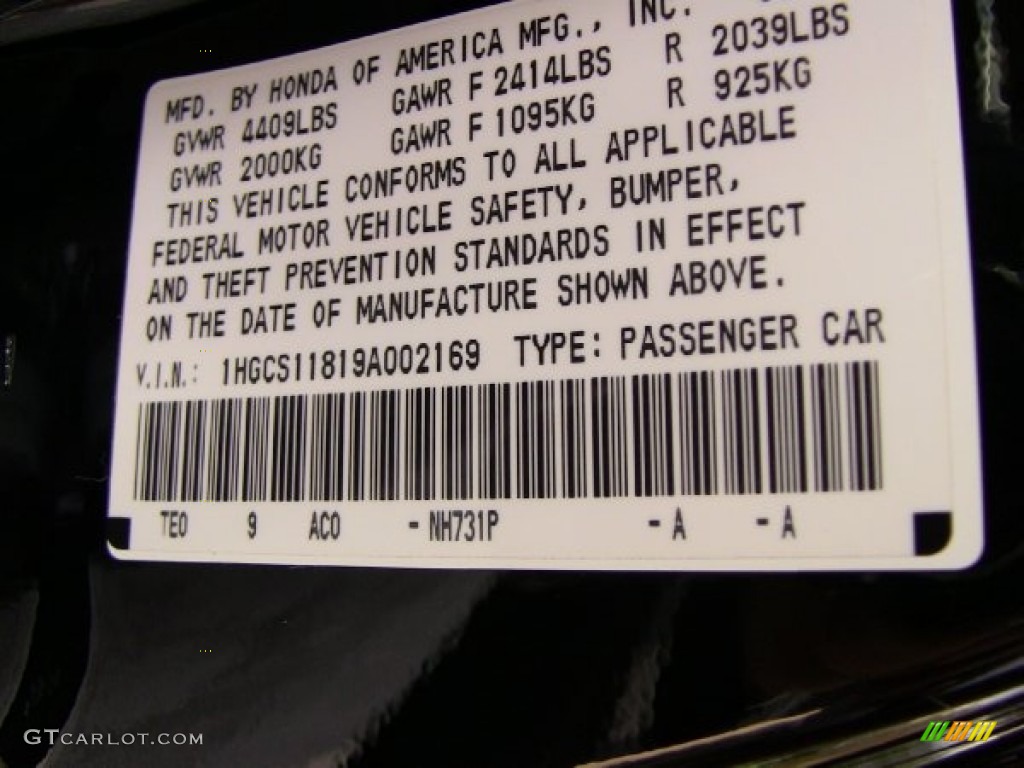 MFD. BY HONDA OF AMERICA MFG., INC.
GVWR 4409LBS GAWR F 2414LBS R 2039LBS
GVWR 2000KG GAWR F 1095KG R 925KG
THIS VEHICLE CONFORMS TO ALL APPLICABLE
FEDERAL MOTOR VEHICLE SAFETY, BUMPER,
AND THEFT PREVENTION STANDARDS IN EFFECT
ON THE DATE OF MANUFACTURE SHOWN ABOVE.
V.I.N.: 1HGCS11819A002169 TYPE: PASSENGER CAR
TE0 9 AC0 - NH731P - A - A
GTCARLOT.COM